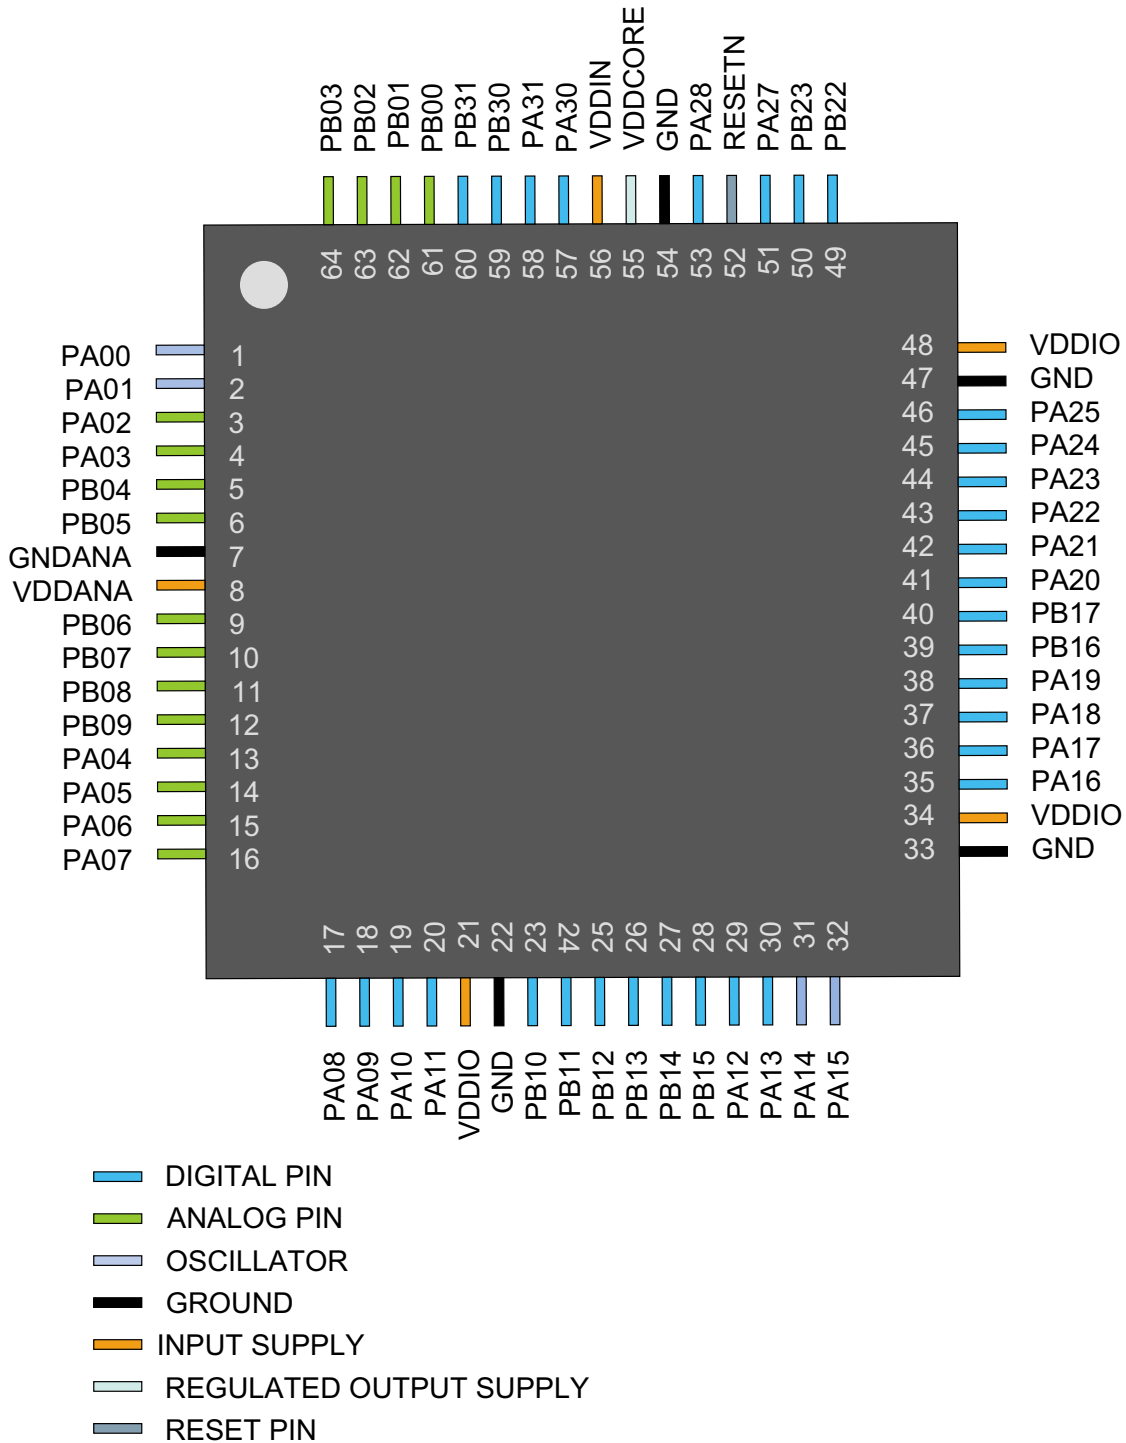 PB03 PB02 PB01 PB00 PB31 PB30 PA31 PA30 VDDIN VDDCORE GND PA28 RESETN PA27 PB23 PB22
64 63 62 61 60 59 58 57 56 55 54 53 52 51 50 49
PA00 1 48 VDDIO
PA01 2 47 GND
PA02 3 46 PA25
PA03 4 45 PA24
PB04 5 44 PA23
PB05 6 43 PA22
GNDANA 7 42 PA21
VDDANA 8 41 PA20
PB06 9 40 PB17
PB07 10 39 PB16
PB08 11 38 PA19
PB09 12 37 PA18
PA04 13 36 PA17
PA05 14 35 PA16
PA06 15 34 VDDIO
PA07 16 33 GND
17 18 19 20 21 22 23 24 25 26 27 28 29 30 31 32
PA08 PA09 PA10 PA11 VDDIO GND PB10 PB11 PB12 PB13 PB14 PB15 PA12 PA13 PA14 PA15
DIGITAL PIN
ANALOG PIN
OSCILLATOR
GROUND
INPUT SUPPLY
REGULATED OUTPUT SUPPLY
RESET PIN